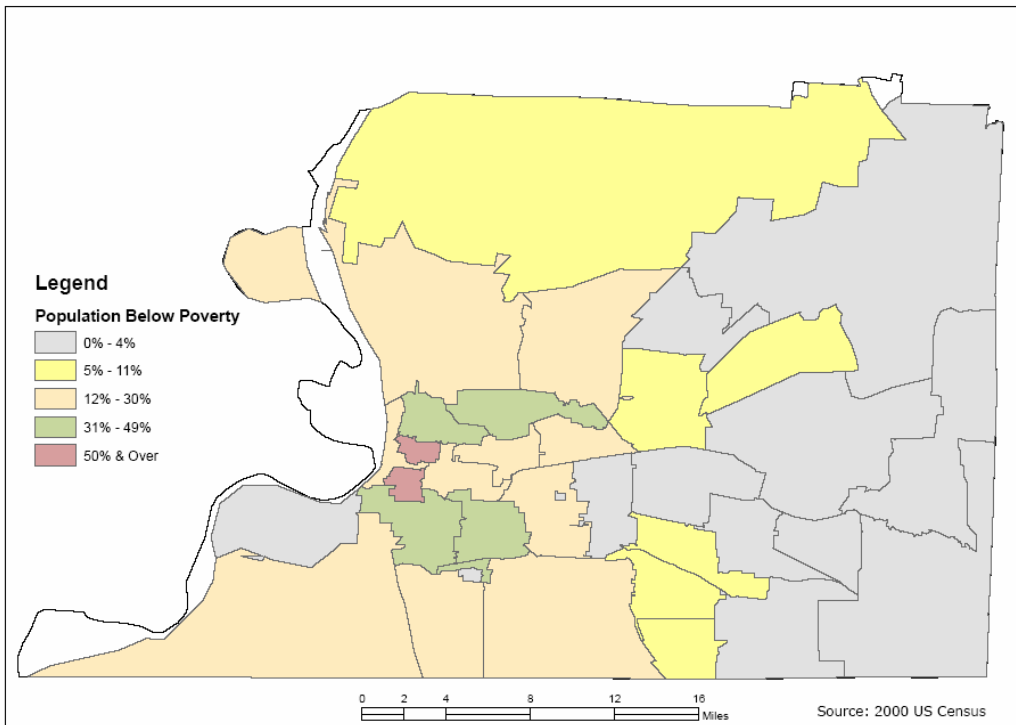 Legend
Population Below Poverty
0% - 4%
5% - 11%
12% - 30%
31% - 49%
50% & Over
0 2 4 8 12 16
Miles
Source: 2000 US Census